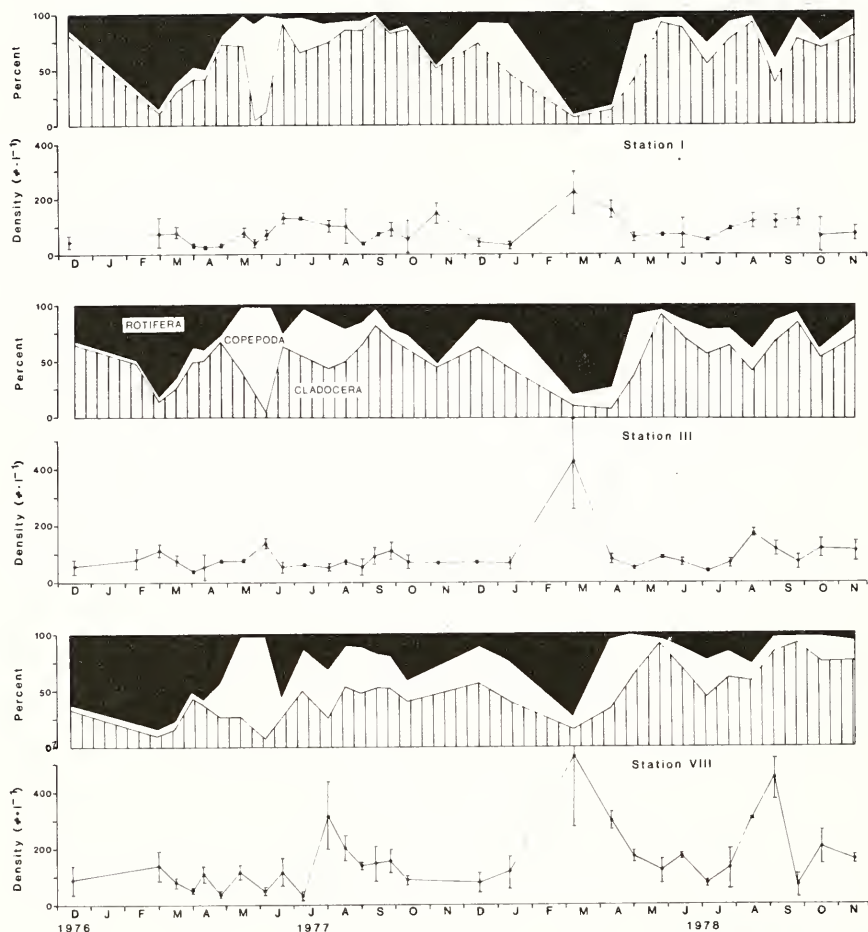 100
50
0
Percent
Station I
400
200
0
Density (#·l⁻¹)
D F M A M J J A S O N D J F M A M J J A S O N
100
50
0
Percent
ROTIFERA
COPEPODA
CLADOCERA
Station III
400
200
0
Density (#·l⁻¹)
D F M A M J J A S O N D J F M A M J J A S O N
100
50
0
Percent
Station VIII
400
200
0
Density (#·l⁻¹)
D F M A M J J A S O N D J F M A M J J A S O N
1976 1977 1978